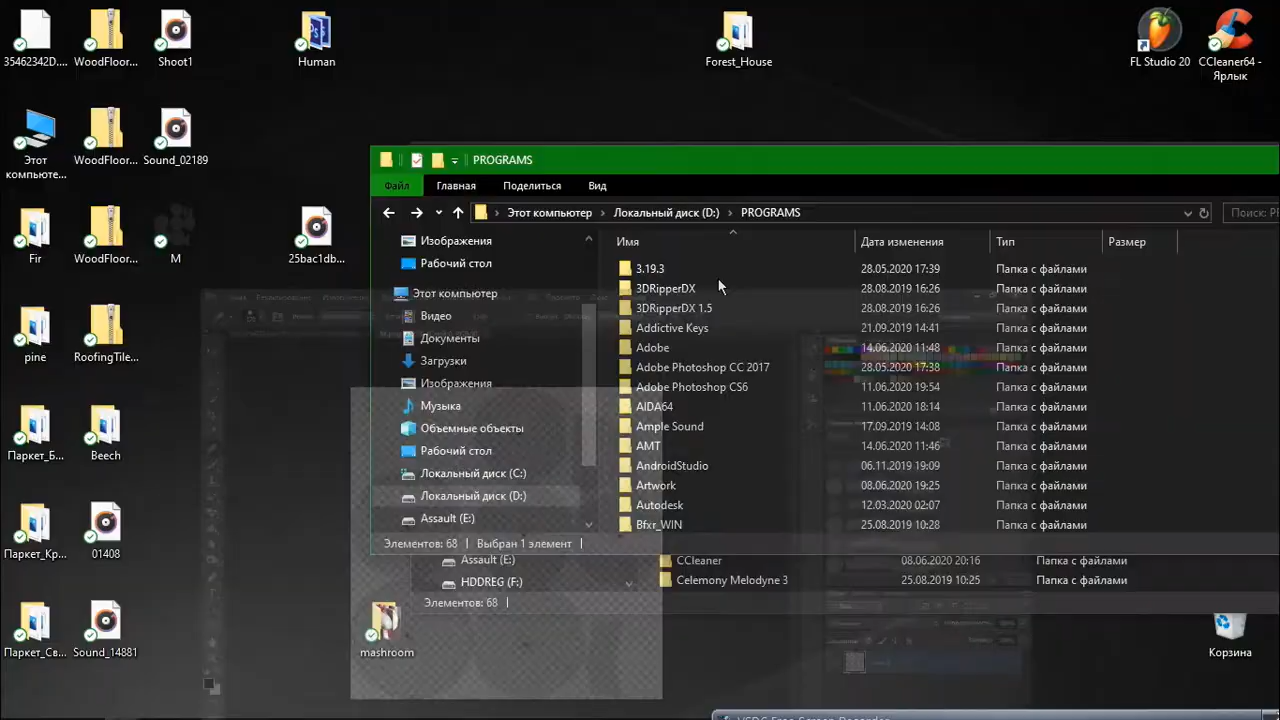 35462342D....
WoodFloor...
Shoot1
Human
Forest_House
FL Studio 20
CCleaner64 -
Ярлык
Этот
компьюте...
WoodFloor...
Sound_02189
Fir
WoodFloor...
M
25bac1db...
pine
RoofingTile...
Паркет_Б...
Beech
Паркет_Кр...
01408
Паркет_Св...
Sound_14881
mashroom
Корзина
PROGRAMS
Файл
Главная
Поделиться
Вид
Этот компьютер
Локальный диск (D:)
PROGRAMS
Поиск: PR
Изображения
Рабочий стол
Этот компьютер
Видео
Документы
Загрузки
Изображения
Музыка
Объемные объекты
Рабочий стол
Локальный диск (C:)
Локальный диск (D:)
Assault (E:)
Имя Дата изменения Тип Размер
3.19.3 28.05.2020 17:39 Папка с файлами
3DRipperDX 28.08.2019 16:26 Папка с файлами
3DRipperDX 1.5 28.08.2019 16:26 Папка с файлами
Addictive Keys 21.09.2019 14:41 Папка с файлами
Adobe 14.06.2020 11:48 Папка с файлами
Adobe Photoshop CC 2017 28.05.2020 17:38 Папка с файлами
Adobe Photoshop CS6 11.06.2020 19:54 Папка с файлами
AIDA64 11.06.2020 18:14 Папка с файлами
Ample Sound 17.09.2019 14:08 Папка с файлами
AMT 14.06.2020 11:46 Папка с файлами
AndroidStudio 06.11.2019 19:09 Папка с файлами
Artwork 08.06.2020 19:25 Папка с файлами
Autodesk 12.03.2020 02:07 Папка с файлами
Bfxr_WIN 25.08.2019 10:28 Папка с файлами
Элементов: 68 Выбран 1 элемент
Assault (E:)
HDDREG (F:)
CCleaner 08.06.2020 20:16 Папка с файлами
Celemony Melodyne 3 25.08.2019 10:25 Папка с файлами
Элементов: 68
VSDC Free Screen Recorder